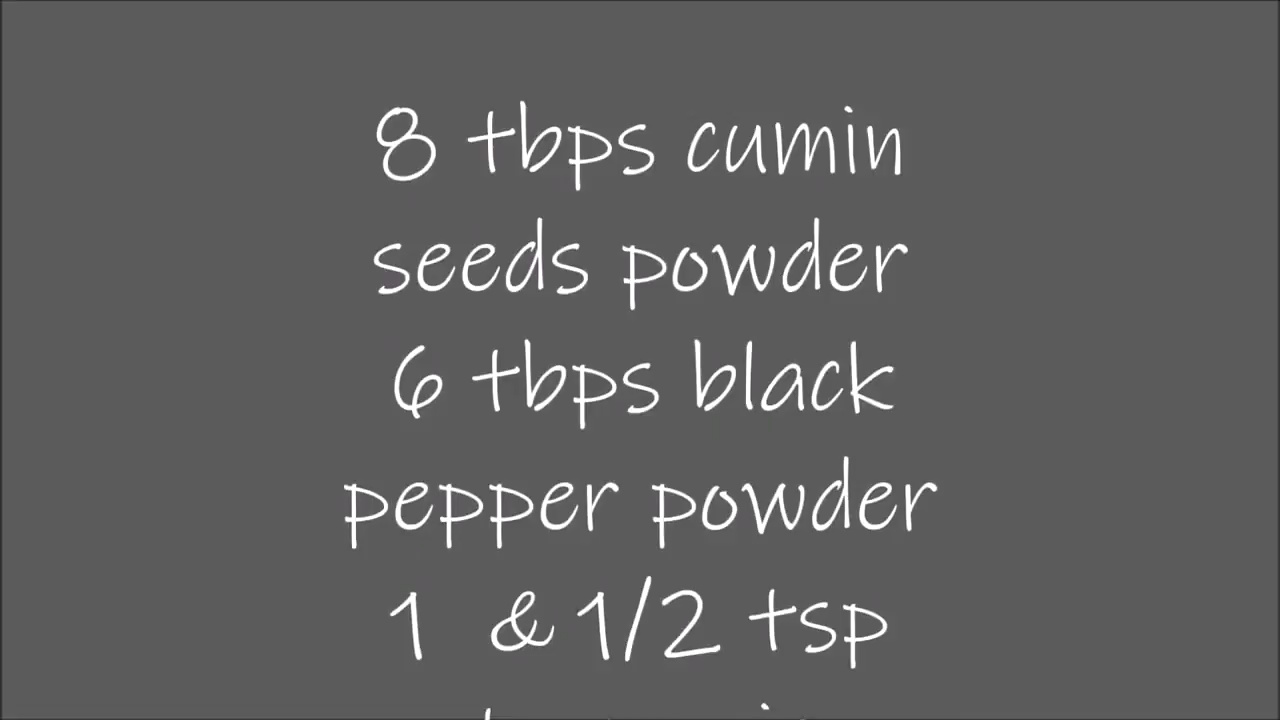 8 tbps cumin
seeds powder
6 tbps black
pepper powder
1 & 1/2 tsp